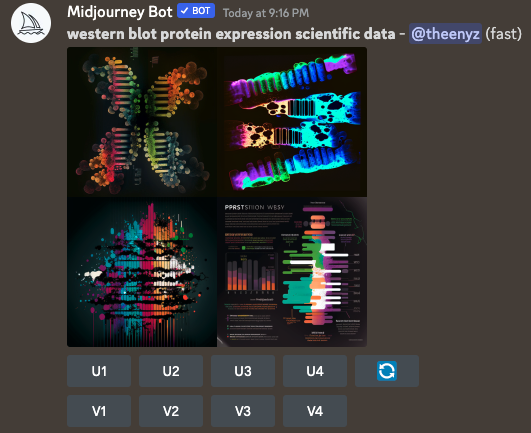 Midjourney Bot ✓ BOT Today at 9:16 PM
western blot protein expression scientific data - @theenyz (fast)
PPRSTSIION WEBY
U1 U2 U3 U4
V1 V2 V3 V4